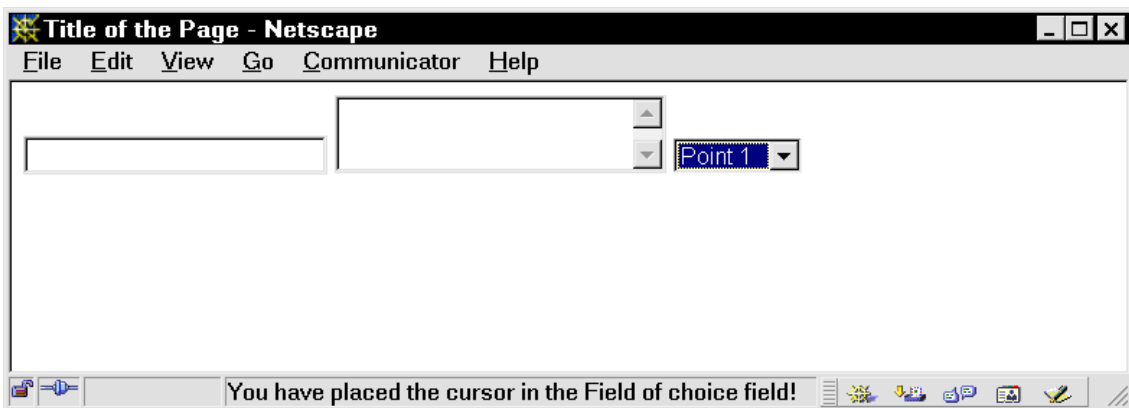 Title of the Page - Netscape
File Edit View Go Communicator Help
Point 1
You have placed the cursor in the Field of choice field!